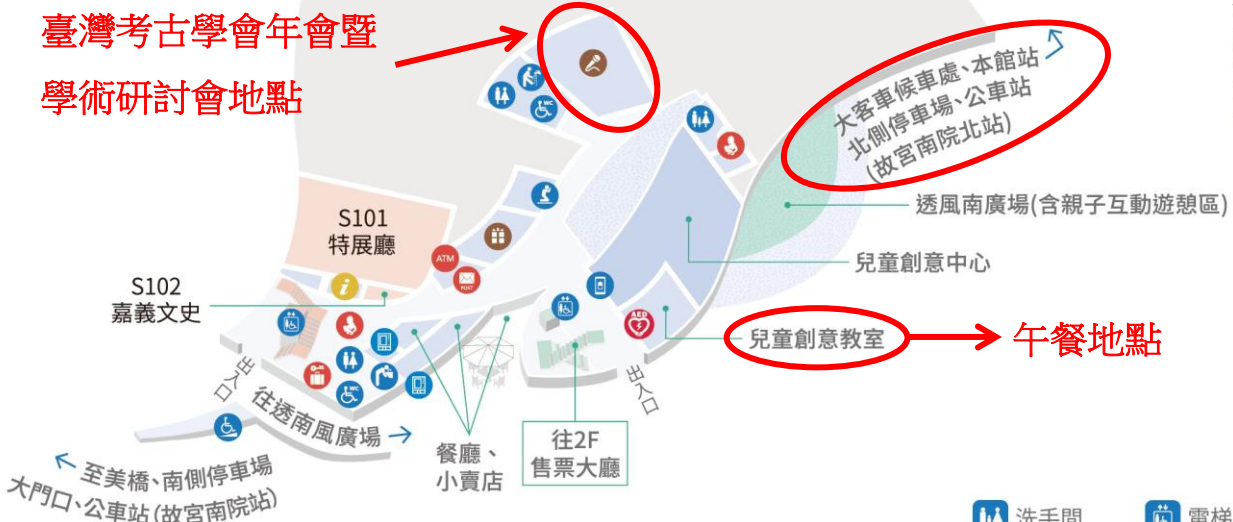 臺灣考古學會年會暨
學術研討會地點
大客車候車處、本館站
北側停車場、公車站
(故宮南院北站)
透風南廣場(含親子互動遊憩區)
兒童創意中心
S101
特展廳
ATM
POST
S102
嘉義文史
i
WC
AED
兒童創意教室
午餐地點
出入口
WC
出入口
往透南風廣場
餐廳、
小賣店
往2F
售票大廳
至美橋、南側停車場
大門口、公車站(故宮南院站)
洗手間
電梯